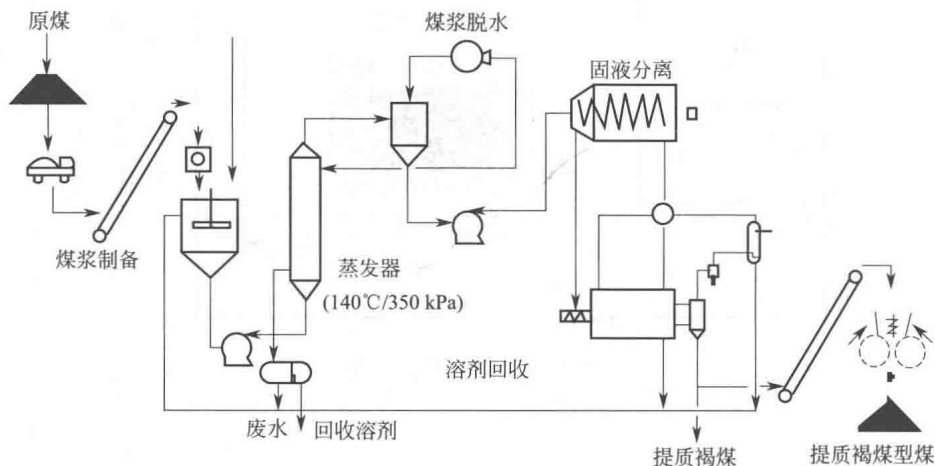 原煤
煤浆脱水
固液分离
煤浆制备
蒸发器
(140℃/350 kPa)
溶剂回收
废水
回收溶剂
提质褐煤
提质褐煤型煤